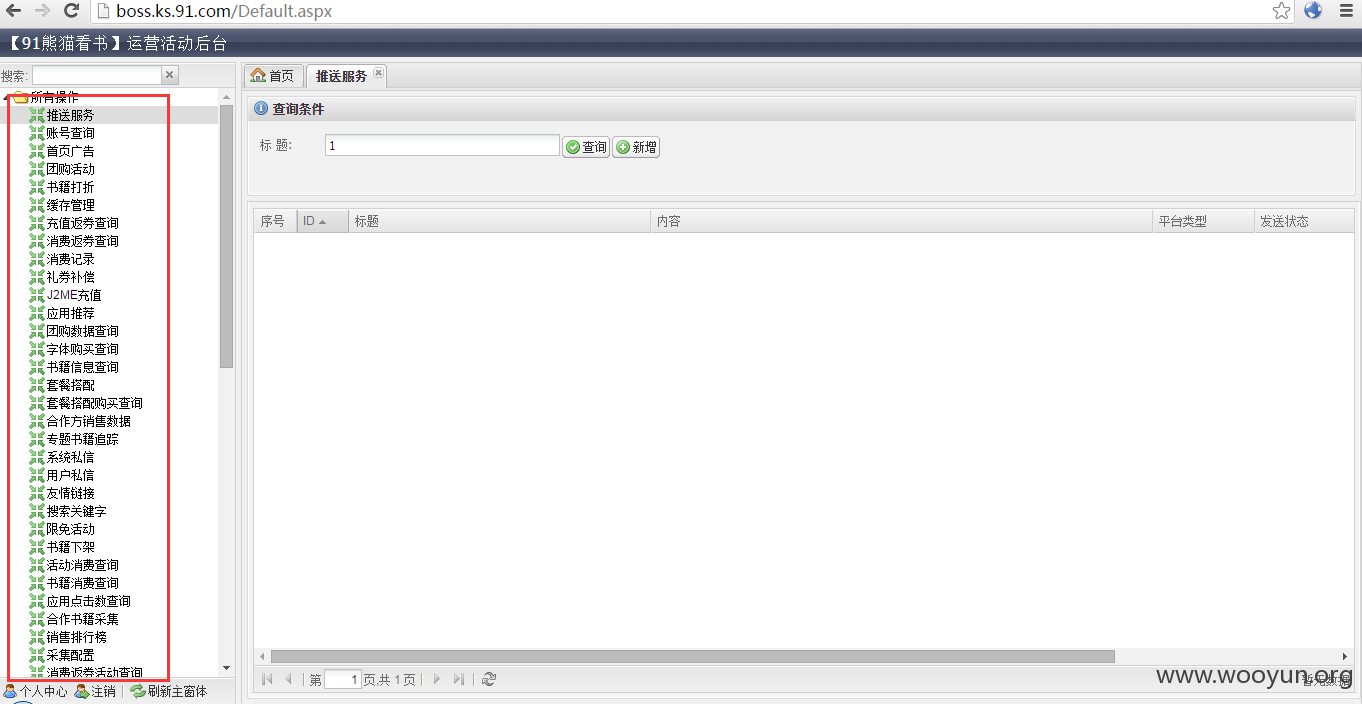 boss.ks.91.com/Default.aspx
【91熊猫看书】运营活动后台
搜索:
所有操作
推送服务
账号查询
首页广告
团购活动
书籍打折
缓存管理
充值返券查询
消费返券查询
消费记录
礼券补偿
J2ME充值
应用推荐
团购数据查询
字体购买查询
书籍信息查询
套餐搭配
套餐搭配购买查询
合作方销售数据
专题书籍追踪
系统私信
用户私信
友情链接
搜索关键字
限免活动
书籍下架
活动消费查询
书籍消费查询
应用点击数查询
合作书籍采集
销售排行榜
采集配置
消费返券活动查询
个人中心 注销 刷新主窗体
首页 推送服务
查询条件
标 题: 1 查询 新增
序号 ID 标题 内容 平台类型 发送状态
第 1 页,共 1 页
暂无数据
www.wooyun.org